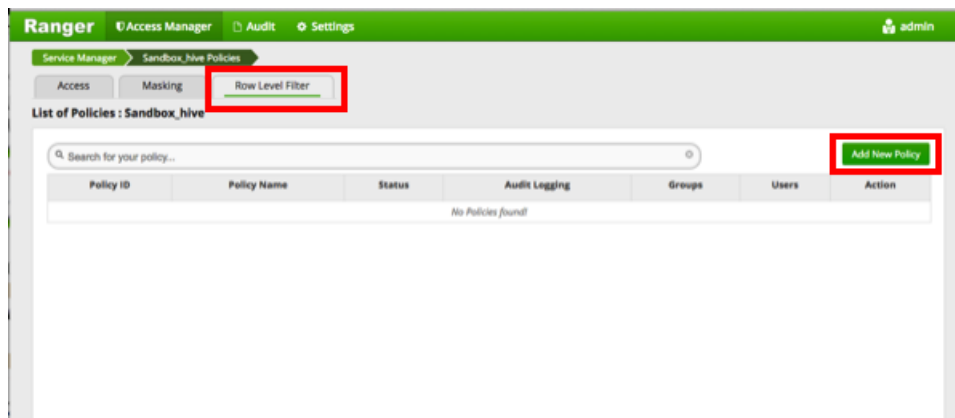 Ranger Access Manager Audit Settings admin
Service Manager Sandbox_hive Policies
Access Masking Row Level Filter
List of Policies : Sandbox_hive
Search for your policy... Add New Policy
Policy ID Policy Name Status Audit Logging Groups Users Action
No Policies found!